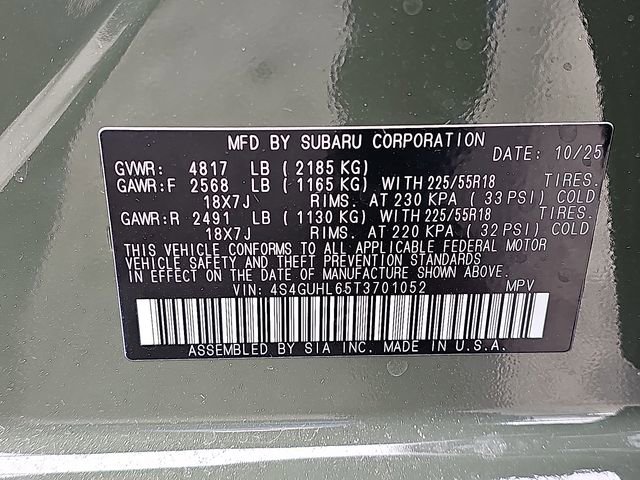 MFD BY SUBARU CORPORATION
DATE: 10/25
GVWR: 4817 LB ( 2185 KG)
GAWR:F 2568 LB ( 1165 KG) WITH 225/55R18 TIRES.
18X7J RIMS. AT 230 KPA ( 33 PSI) COLD
GAWR:R 2491 LB ( 1130 KG) WITH 225/55R18 TIRES.
18X7J RIMS. AT 220 KPA ( 32 PSI) COLD
THIS VEHICLE CONFORMS TO ALL APPLICABLE FEDERAL MOTOR
VEHICLE SAFETY AND THEFT PREVENTION STANDARDS
IN EFFECT ON THE DATE OF MANUFACTURE SHOWN ABOVE.
VIN: 4S4GUHL65T3701052 MPV
ASSEMBLED BY SIA INC. MADE IN U.S.A.